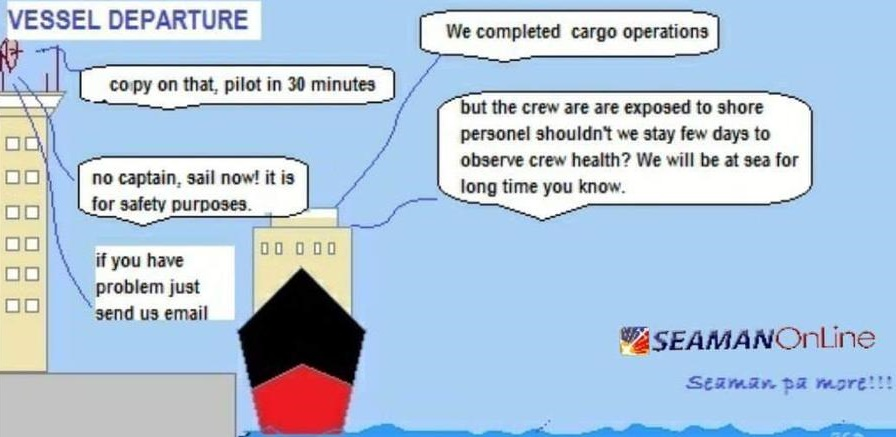 VESSEL DEPARTURE
We completed cargo operations
copy on that, pilot in 30 minutes
but the crew are are exposed to shore
personel shouldn't we stay few days to
observe crew health? We will be at sea for
long time you know.
no captain, sail now! it is
for safety purposes.
if you have
problem just
send us email
SEAMANOnLine
Seaman pa more!!!